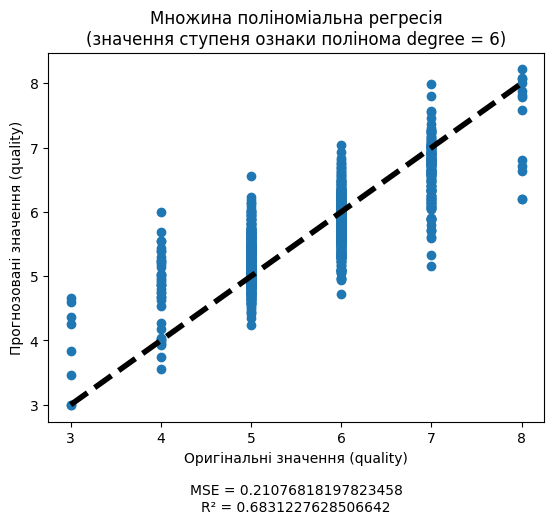 Множина поліноміальна регресія
(значення ступеня ознаки полінома degree = 6)
Прогнозовані значення (quality)
8
7
6
5
4
3
3 4 5 6 7 8
Оригінальні значення (quality)
MSE = 0.21076818197823458
R² = 0.6831227628506642